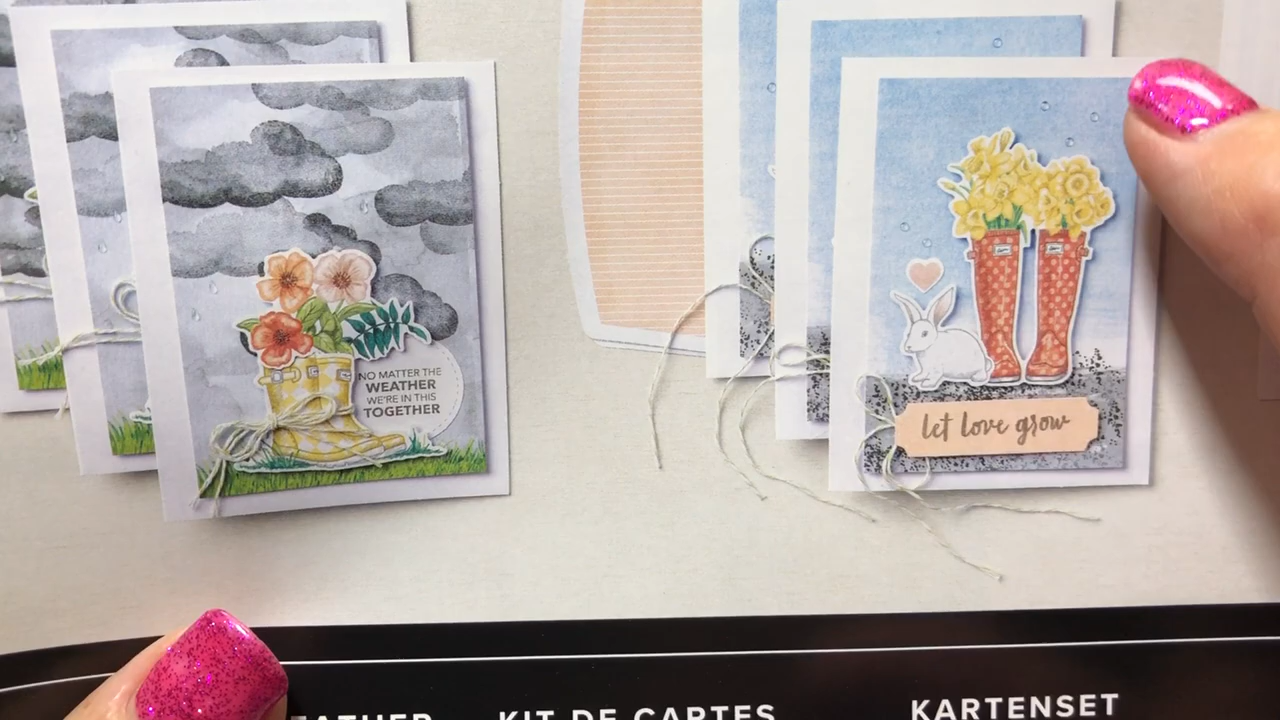 NO MATTER THE
WEATHER
WE'RE IN THIS
TOGETHER
let love grow
KIT DE CARTES
KARTENSET